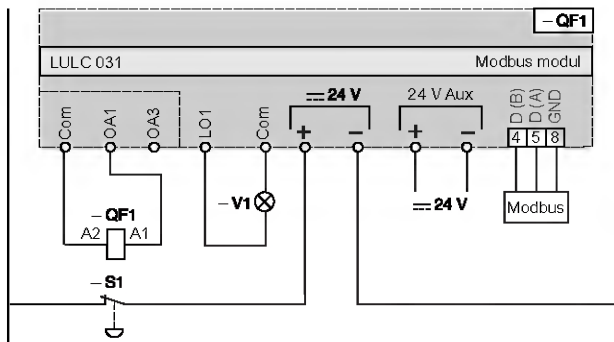 – QF1
LULC 031 Modbus modul
24 V 24 V Aux
Com OA1 OA3 LO1 Com + – + – D (B) D (A) GND
4 5 8
– V1
24 V
Modbus
– QF1
A2 A1
– S1